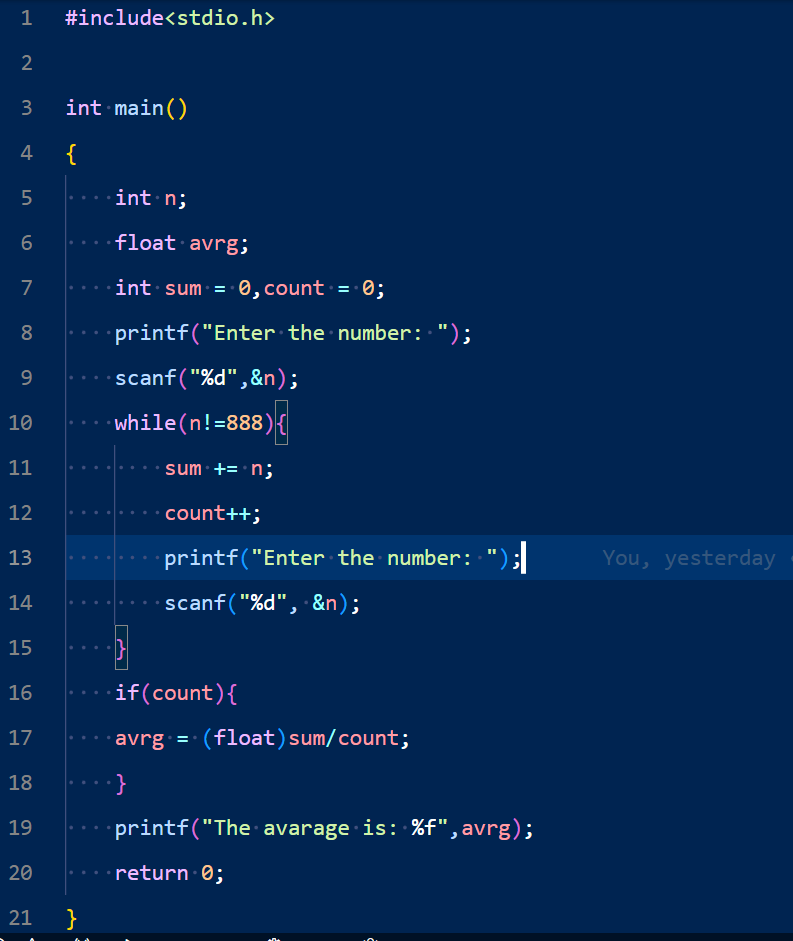 1 #include<stdio.h>
2
3 int main()
4 {
5     int n;
6     float avrg;
7     int sum = 0,count = 0;
8     printf("Enter the number: ");
9     scanf("%d",&n);
10     while(n!=888){
11         sum += n;
12         count++;
13         printf("Enter the number: ");     You, yesterday
14         scanf("%d", &n);
15     }
16     if(count){
17     avrg = (float)sum/count;
18     }
19     printf("The avarage is: %f",avrg);
20     return 0;
21 }